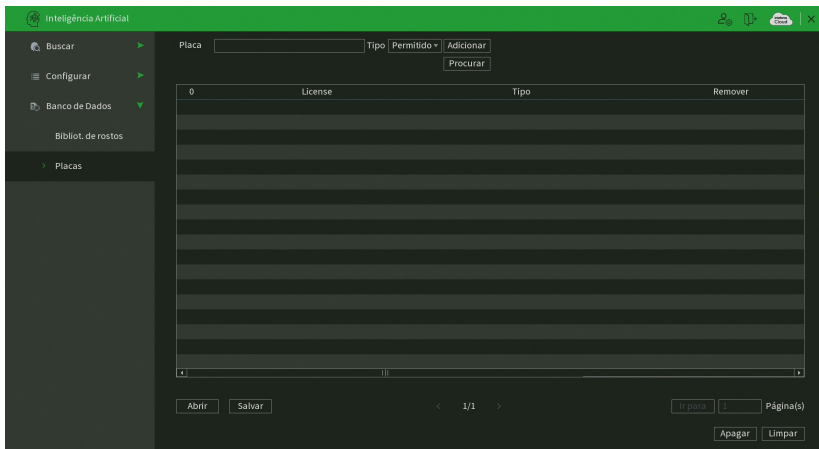 Inteligência Artificial
Cloud
Buscar
Configurar
Banco de Dados
Bibliot. de rostos
Placas
Placa Tipo Permitido Adicionar
Procurar
0 License Tipo Remover
Abrir Salvar < 1/1 > Ir para 1 Página(s)
Apagar Limpar